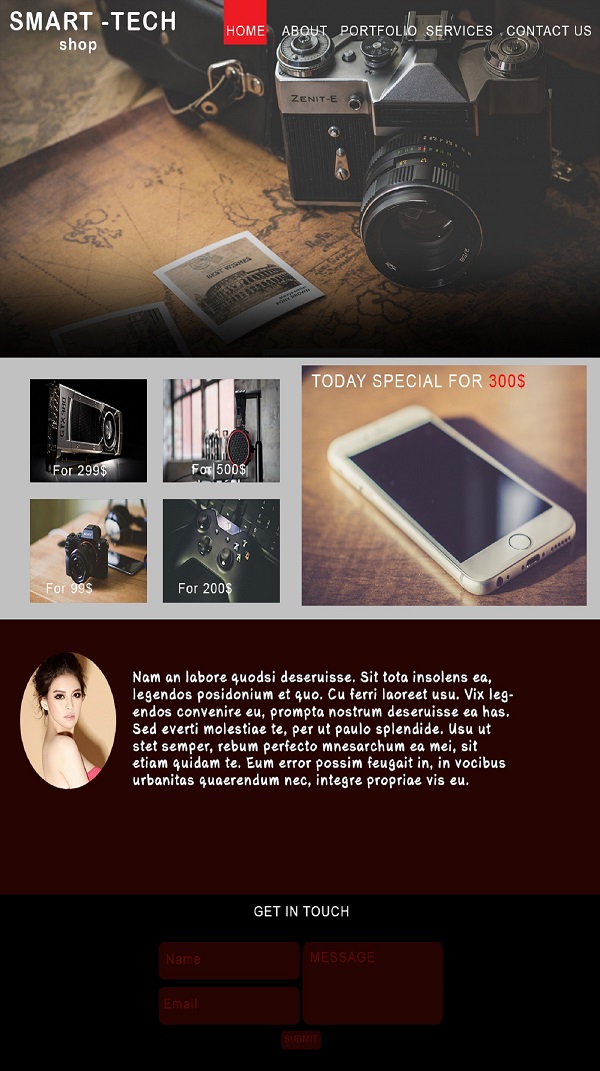 SMART -TECH
shop
HOME ABOUT PORTFOLIO SERVICES CONTACT US
ZENIT-E
BEST WISHES
TODAY SPECIAL FOR 300$
For 299$
For 500$
For 99$
For 200$
Nam an labore quodsi deseruisse. Sit tota insolens ea,
legendos posidonium et quo. Cu ferri laoreet usu. Vix leg-
endos convenire eu, prompta nostrum deseruisse ea has.
Sed everti molestiae te, per ut paulo splendide. Usu ut
stet semper, rebum perfecto mnesarchum ea mei, sit
etiam quidam te. Eum error possim feugait in, in vocibus
urbanitas quaerendum nec, integre propriae vis eu.
GET IN TOUCH
Name
MESSAGE
Email
SUBMIT